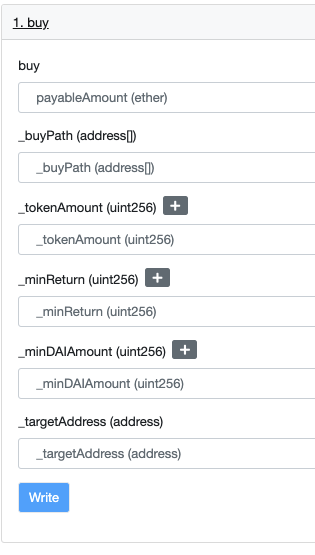 1. buy
buy
payableAmount (ether)
_buyPath (address[])
_buyPath (address[])
_tokenAmount (uint256) +
_tokenAmount (uint256)
_minReturn (uint256) +
_minReturn (uint256)
_minDAIAmount (uint256) +
_minDAIAmount (uint256)
_targetAddress (address)
_targetAddress (address)
Write